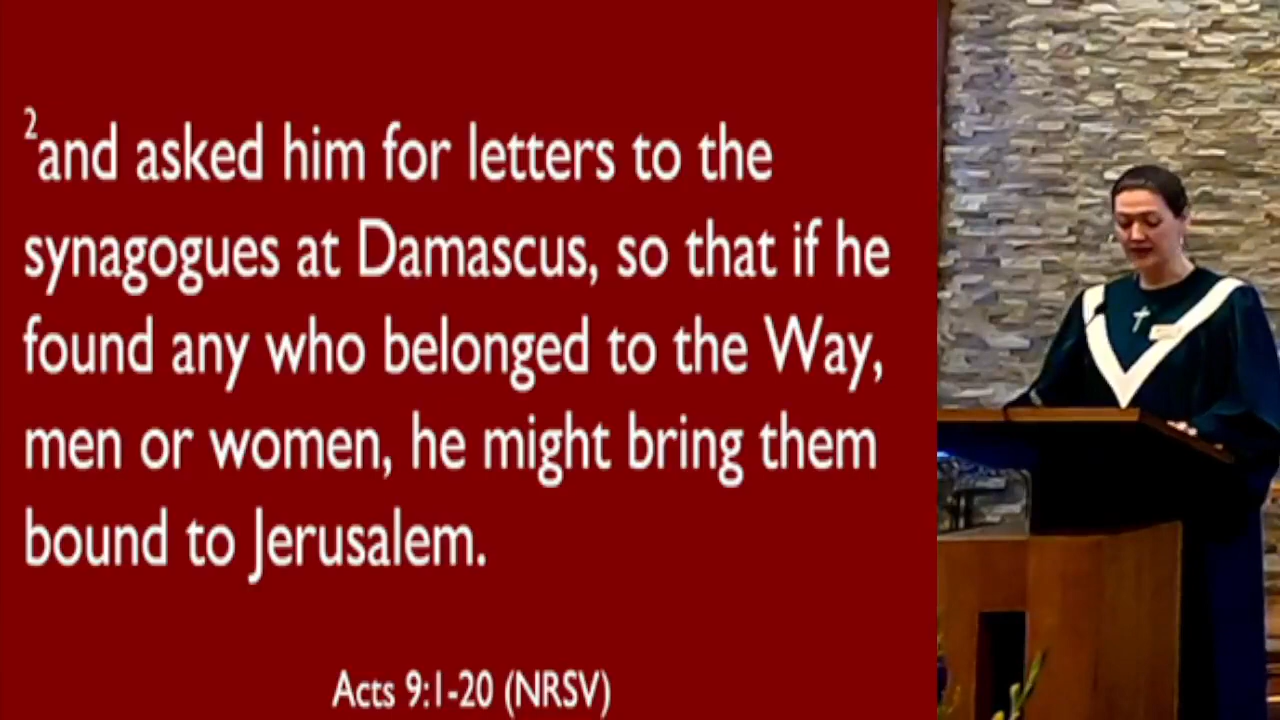 ²and asked him for letters to the
synagogues at Damascus, so that if he
found any who belonged to the Way,
men or women, he might bring them
bound to Jerusalem.
Acts 9:1-20 (NRSV)